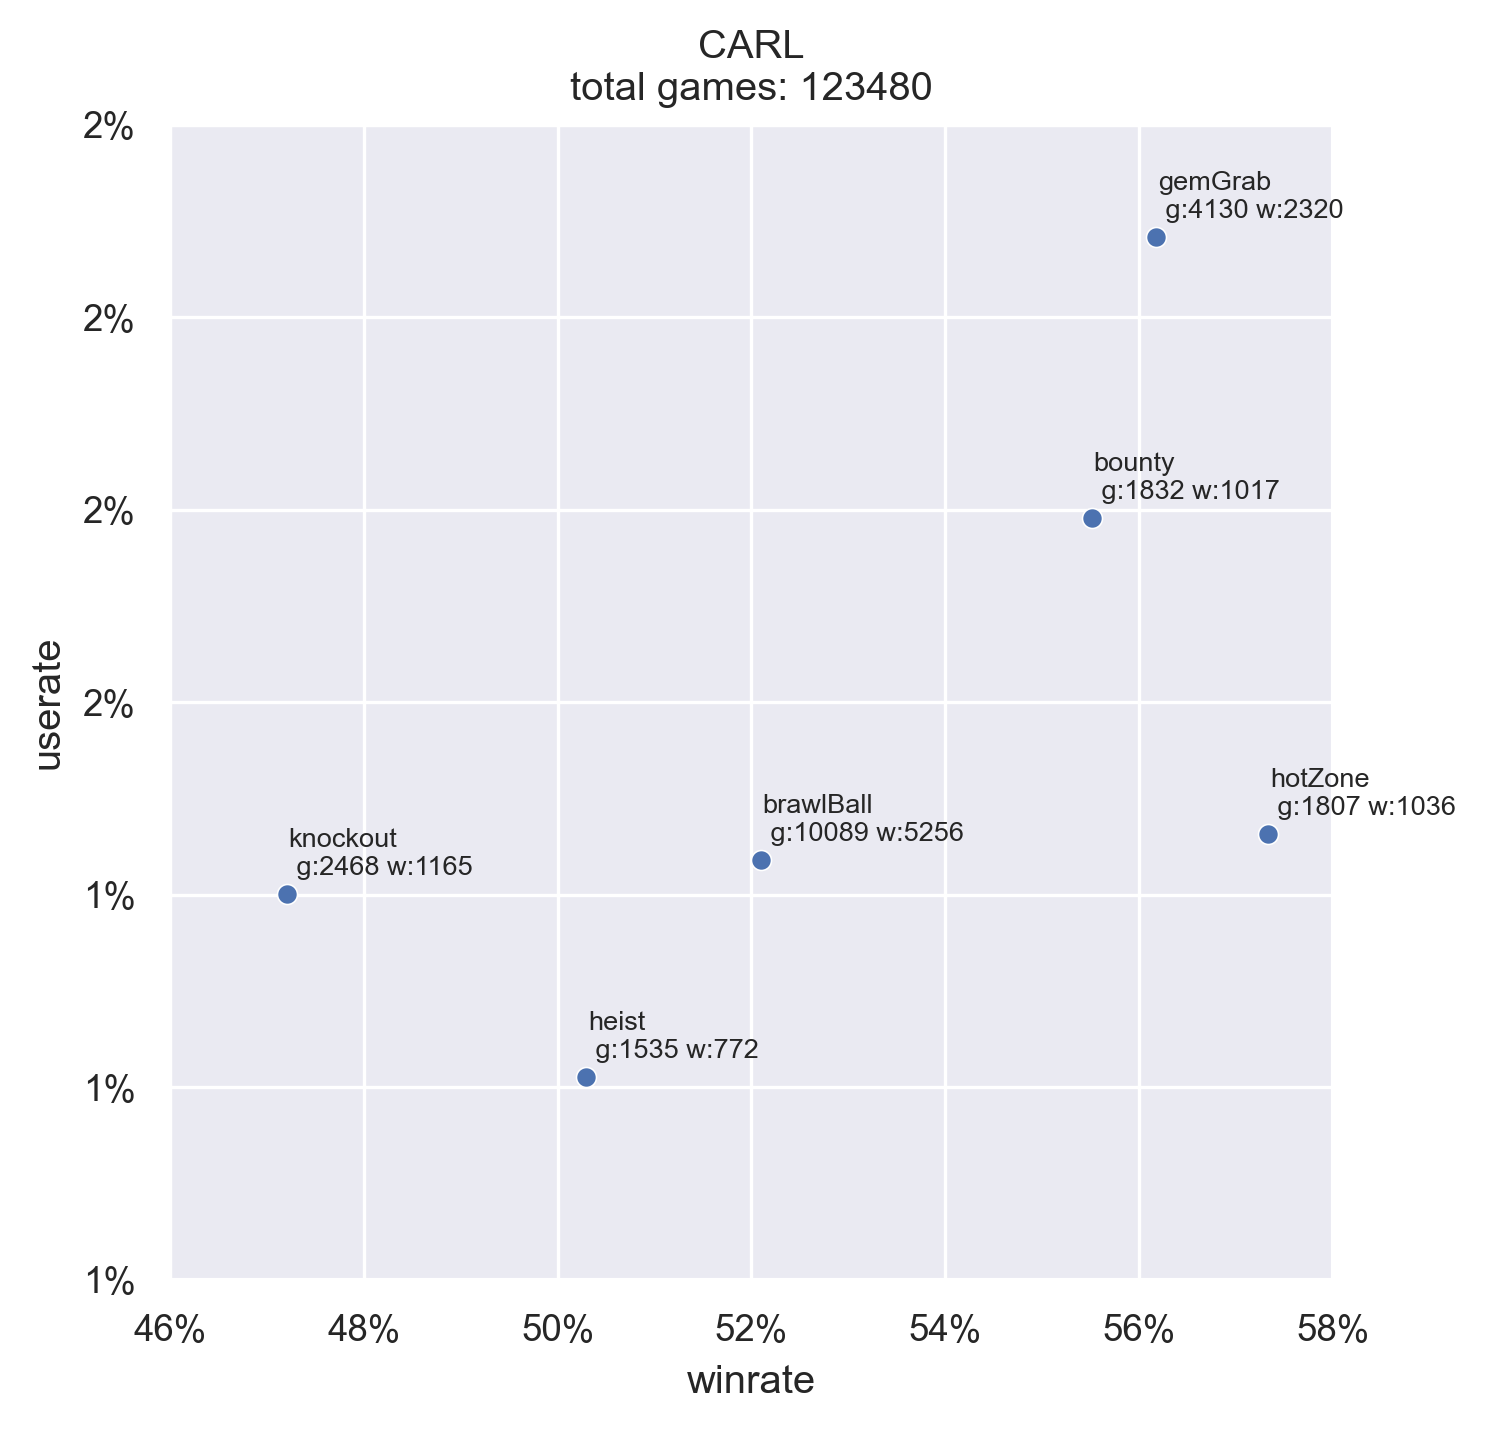 CARL
total games: 123480
2%
gemGrab
g:4130 w:2320
2%
bounty
g:1832 w:1017
2%
2%
userate
hotZone
g:1807 w:1036
brawlBall
g:10089 w:5256
knockout
g:2468 w:1165
1%
heist
g:1535 w:772
1%
1%
46% 48% 50% 52% 54% 56% 58%
winrate